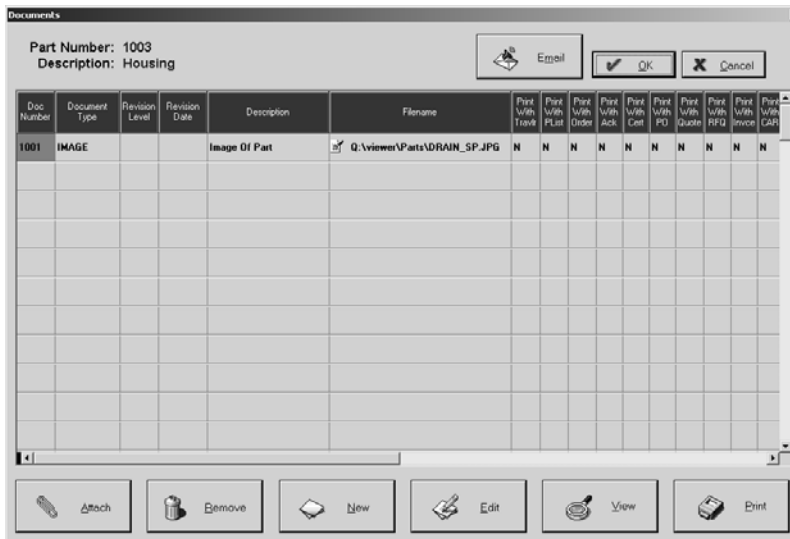 Documents
Part Number: 1003
Description: Housing
Email
OK
Cancel
Doc Number
Document Type
Revision Level
Revision Date
Description
Filename
Print With Travlr
Print With PList
Print With Order
Print With Ack
Print With Cert
Print With PO
Print With Quote
Print With RFQ
Print With Invce
Print With CAR
1001 IMAGE Image Of Part Q:\viewer\Parts\DRAIN_SP.JPG N N N N N N N N N N
Attach
Remove
New
Edit
View
Print